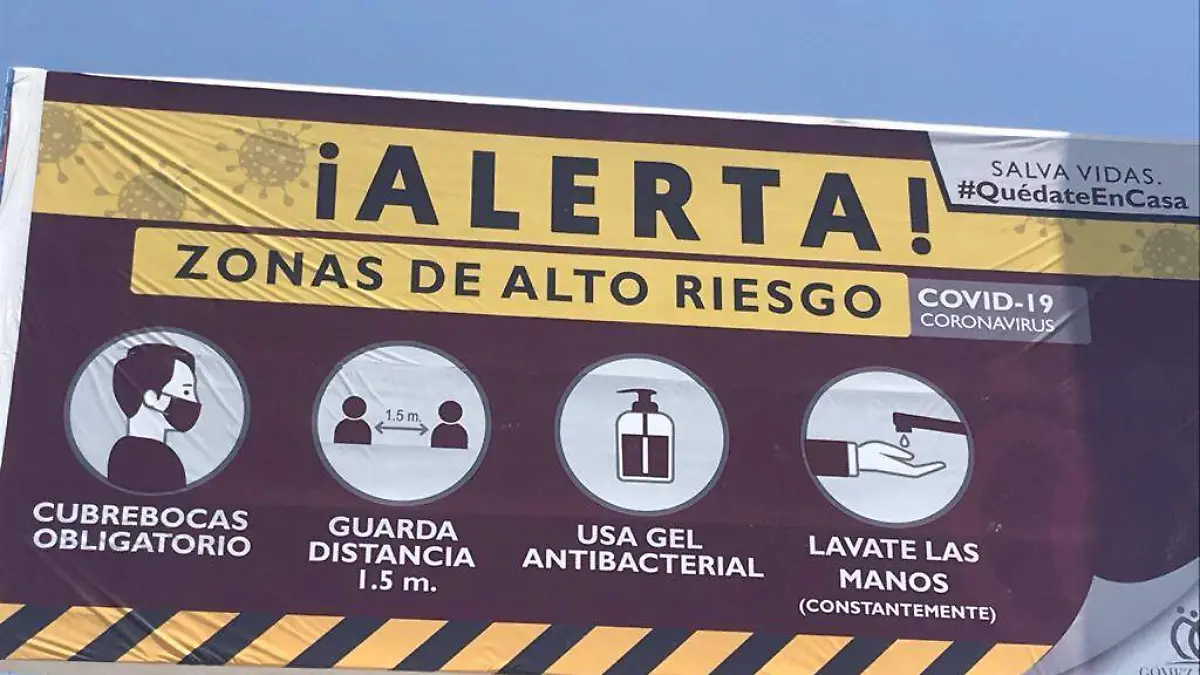 ¡ALERTA!
SALVA VIDAS.
#QuédateEnCasa
ZONAS DE ALTO RIESGO
COVID-19
CORONAVIRUS
1.5 m.
CUBREBOCAS
OBLIGATORIO
GUARDA
DISTANCIA
1.5 m.
USA GEL
ANTIBACTERIAL
LAVATE LAS
MANOS
(CONSTANTEMENTE)
GÓMEZ